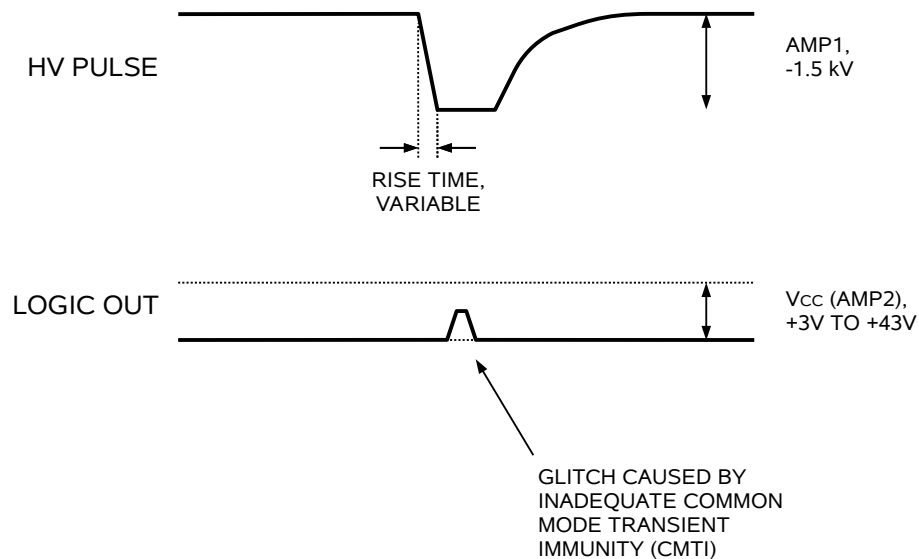 HV PULSE
AMP1,
-1.5 kV
RISE TIME,
VARIABLE
LOGIC OUT
VCC (AMP2),
+3V TO +43V
GLITCH CAUSED BY
INADEQUATE COMMON
MODE TRANSIENT
IMMUNITY (CMTI)